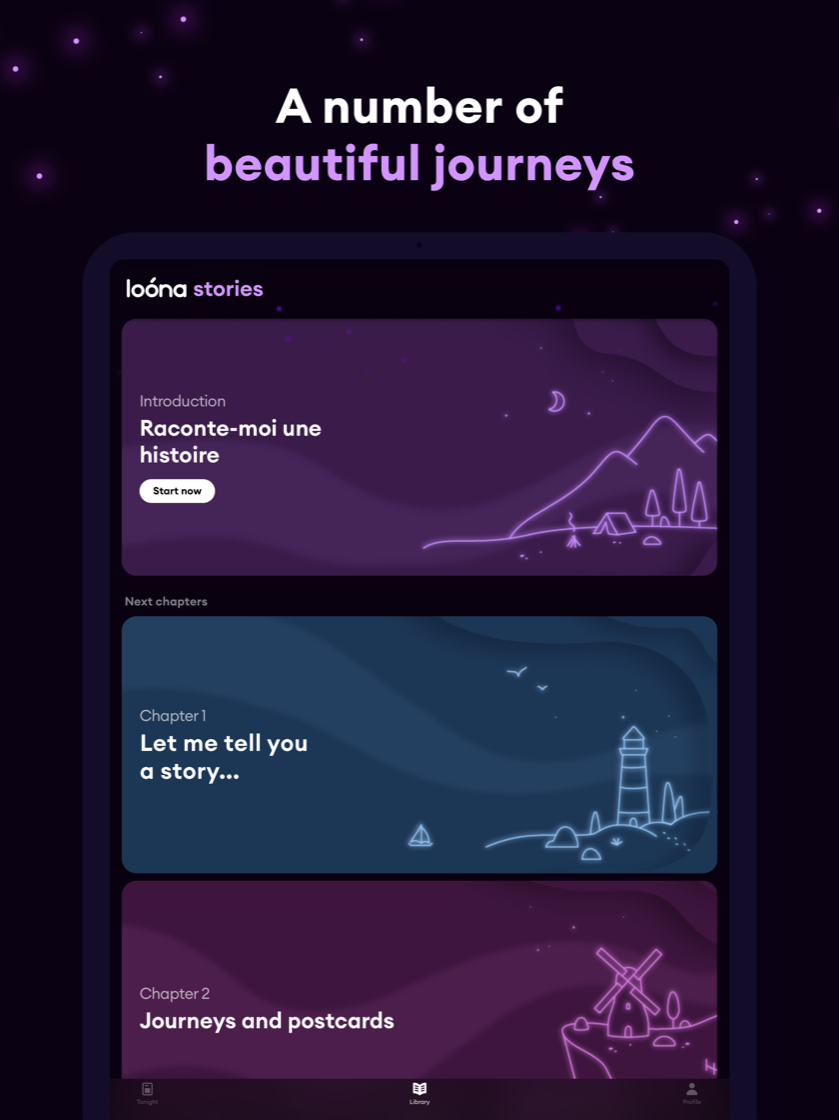 A number of
beautiful journeys
loóna stories
Introduction
Raconte-moi une
histoire
Start now
Next chapters
Chapter 1
Let me tell you
a story...
Chapter 2
Journeys and postcards
Tonight
Library
Profile